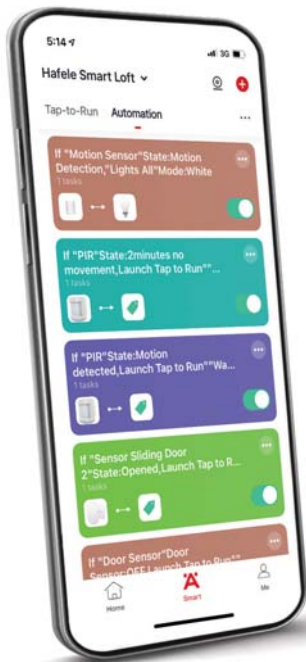 5:14
3G
Hafele Smart Loft
Tap-to-Run Automation
If "Motion Sensor"State:Motion
Detection,"Lights All"Mode:White
1 tasks
If "PIR"State:2minutes no
movement,Launch Tap to Run""...
1 tasks
If "PIR"State:Motion
detected,Launch Tap to Run""Wa...
1 tasks
If "Sensor Sliding Door
2"State:Opened,Launch Tap to R...
1 tasks
If "Door Sensor"Door
Sensor:OFF,Launch Tap to Run""...
Home Smart Me